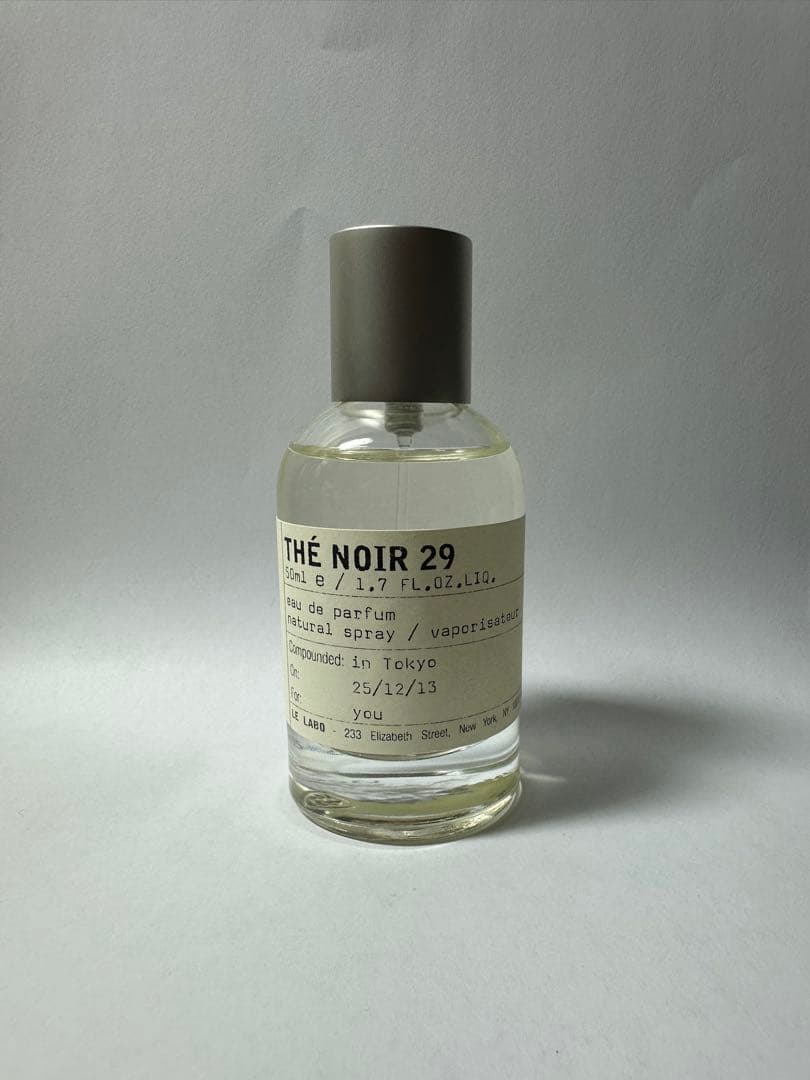 THÉ NOIR 29
50ml e / 1.7 FL.OZ.LIQ.
eau de parfum
natural spray / vaporisateur
Compounded: in Tokyo
On: 25/12/13
For: you
LE LABO - 233 Elizabeth Street, New York, NY